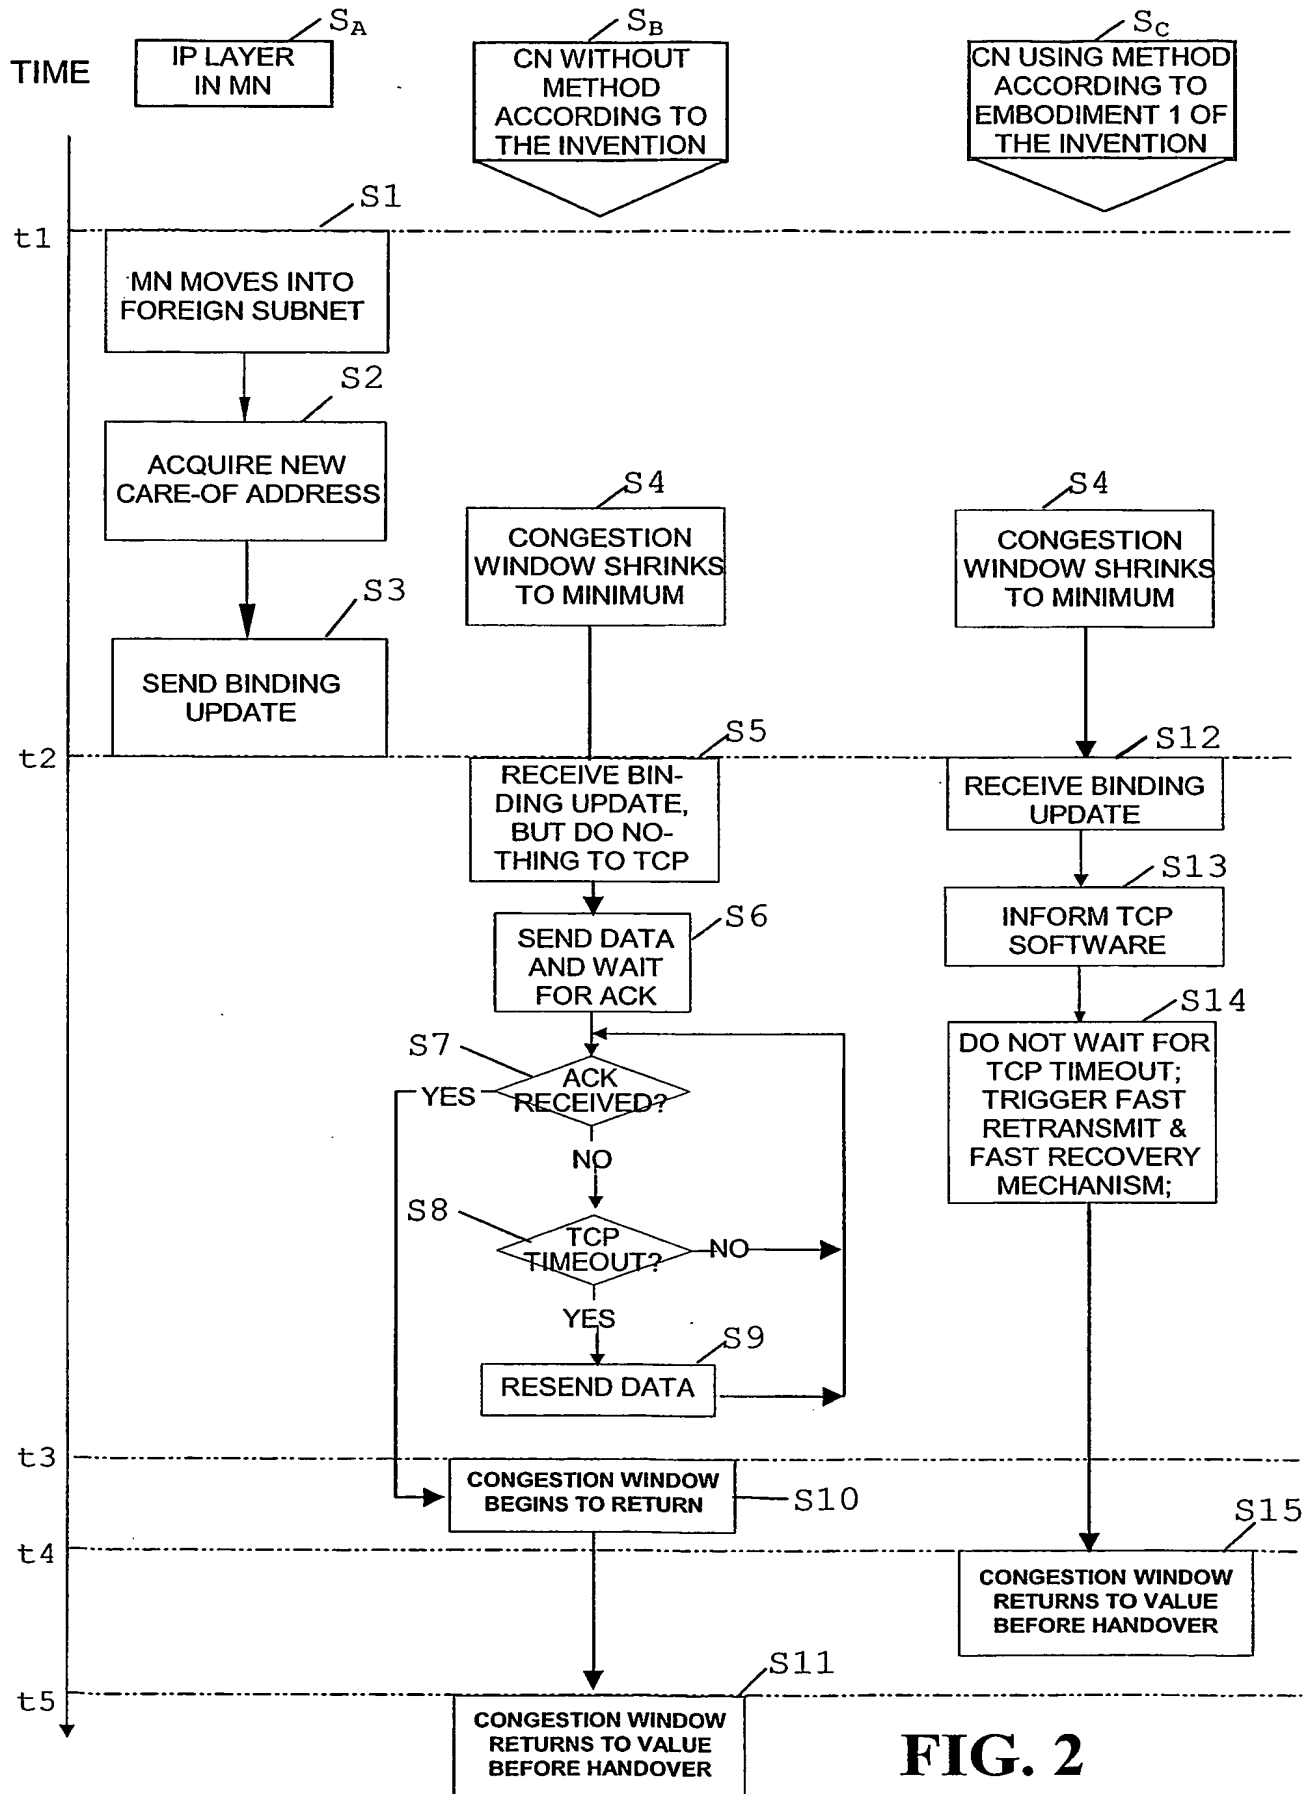 S_A
S_B
S_C
TIME
IP LAYER
IN MN
CN WITHOUT
METHOD
ACCORDING TO
THE INVENTION
CN USING METHOD
ACCORDING TO
EMBODIMENT 1 OF
THE INVENTION
S1
t1
MN MOVES INTO
FOREIGN SUBNET
S2
ACQUIRE NEW
CARE-OF ADDRESS
S4
CONGESTION
WINDOW SHRINKS
TO MINIMUM
S4
CONGESTION
WINDOW SHRINKS
TO MINIMUM
S3
SEND BINDING
UPDATE
t2
S5
RECEIVE BIN-
DING UPDATE,
BUT DO NO-
THING TO TCP
S12
RECEIVE BINDING
UPDATE
S13
INFORM TCP
SOFTWARE
S6
SEND DATA
AND WAIT
FOR ACK
S14
DO NOT WAIT FOR
TCP TIMEOUT;
TRIGGER FAST
RETRANSMIT &
FAST RECOVERY
MECHANISM;
S7
ACK
RECEIVED?
YES
NO
S8
TCP
TIMEOUT?
NO
YES
S9
RESEND DATA
t3
CONGESTION WINDOW
BEGINS TO RETURN
S10
t4
S15
CONGESTION WINDOW
RETURNS TO VALUE
BEFORE HANDOVER
t5
S11
CONGESTION WINDOW
RETURNS TO VALUE
BEFORE HANDOVER
FIG. 2